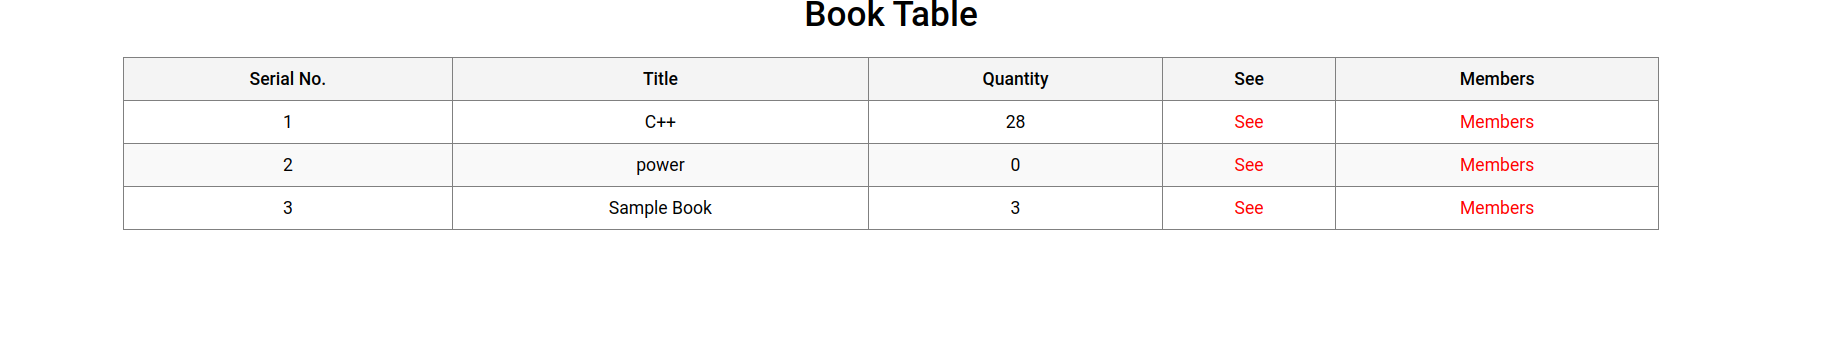 Book Table
Serial No. Title Quantity See Members
1 C++ 28 See Members
2 power 0 See Members
3 Sample Book 3 See Members